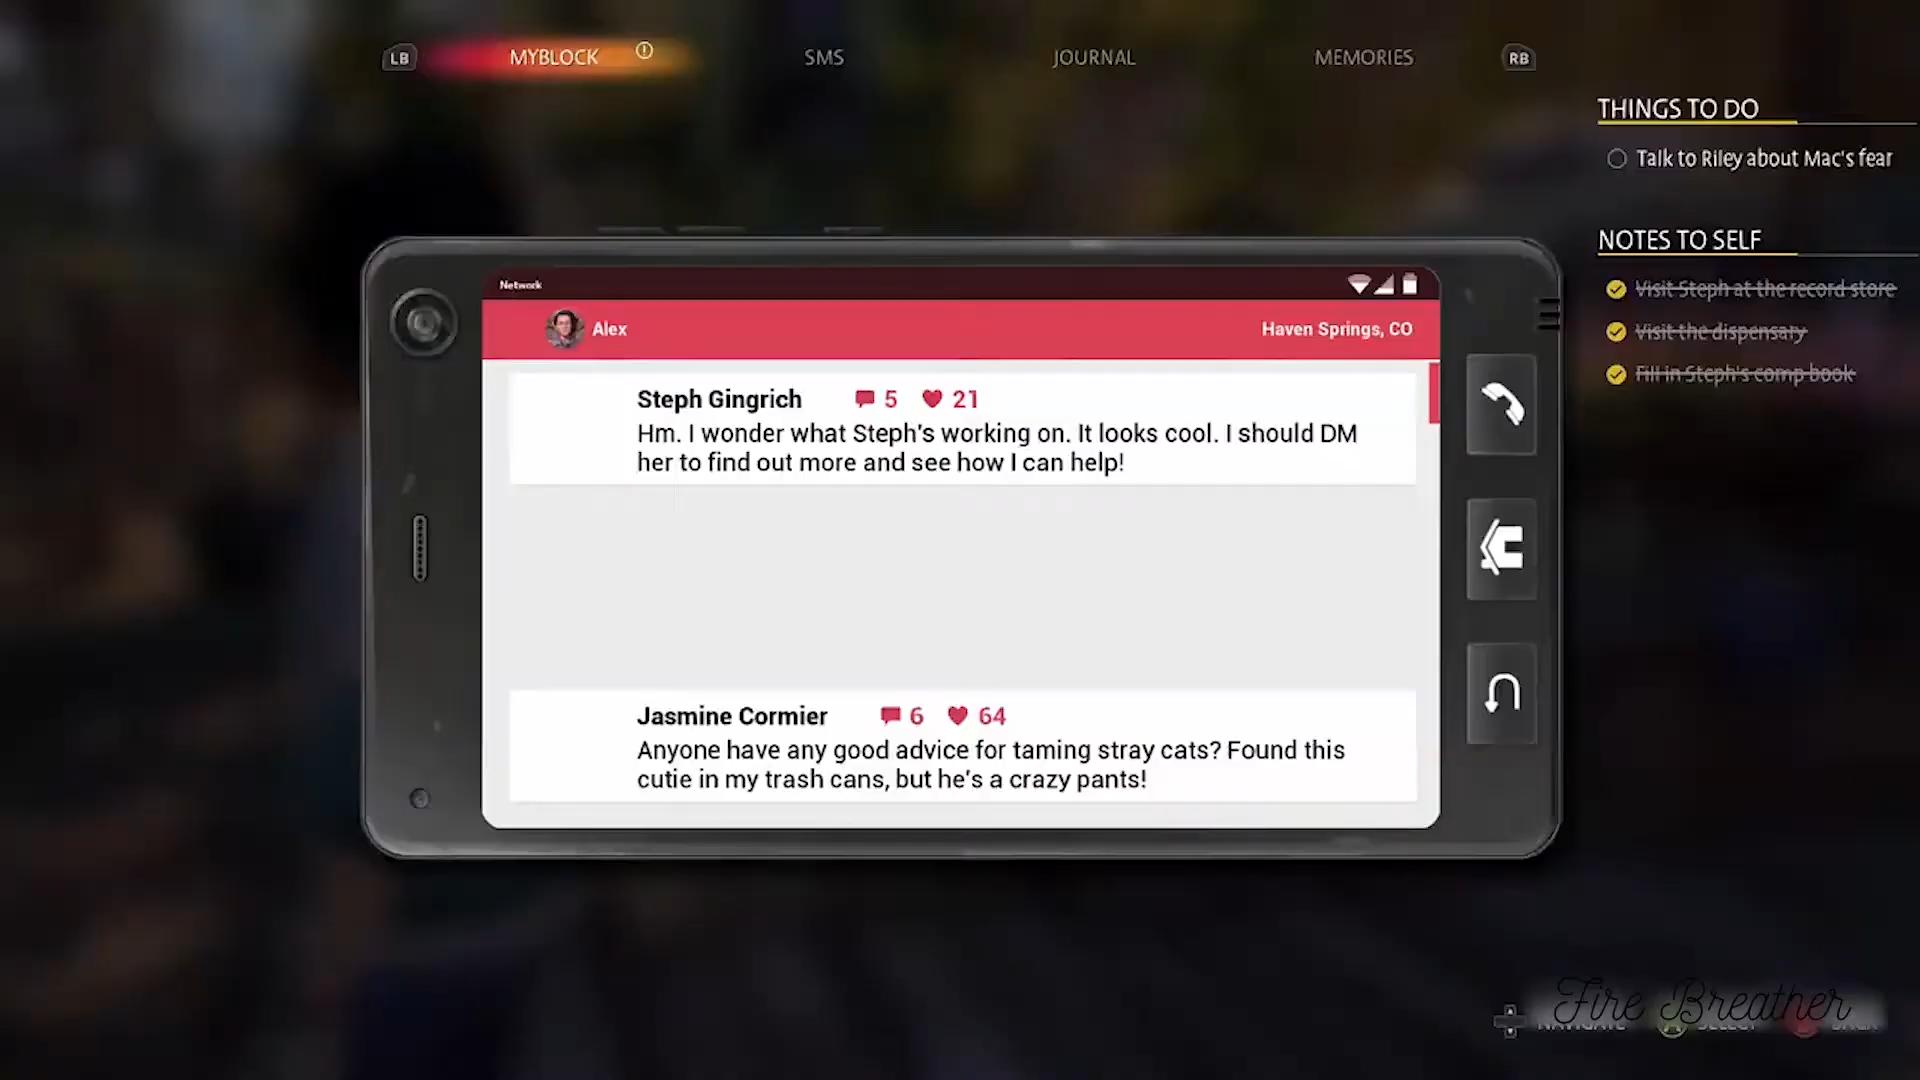 LB
MYBLOCK
SMS
JOURNAL
MEMORIES
RB
THINGS TO DO
Talk to Riley about Mac's fear
NOTES TO SELF
Visit Steph at the record store
Visit the dispensary
Fill in Steph's comp book
Network
Alex
Haven Springs, CO
Steph Gingrich 5 21
Hm. I wonder what Steph's working on. It looks cool. I should DM
her to find out more and see how I can help!
Jasmine Cormier 6 64
Anyone have any good advice for taming stray cats? Found this
cutie in my trash cans, but he's a crazy pants!
Fire Breather
NAVIGATE
SELECT
BACK